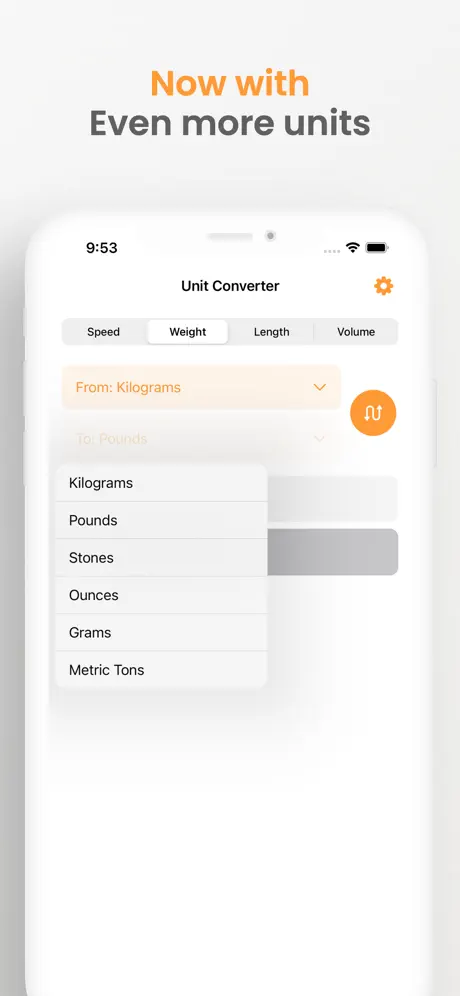 Now with
Even more units
9:53
Unit Converter
Speed Weight Length Volume
From: Kilograms
To: Pounds
Kilograms
Pounds
Stones
Ounces
Grams
Metric Tons